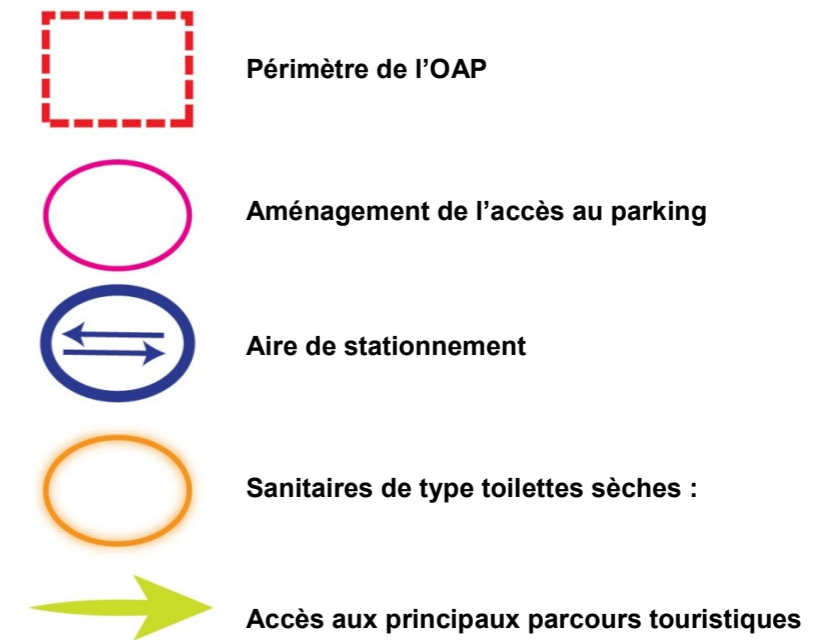 Périmètre de l’OAP
Aménagement de l’accès au parking
Aire de stationnement
Sanitaires de type toilettes sèches :
Accès aux principaux parcours touristiques